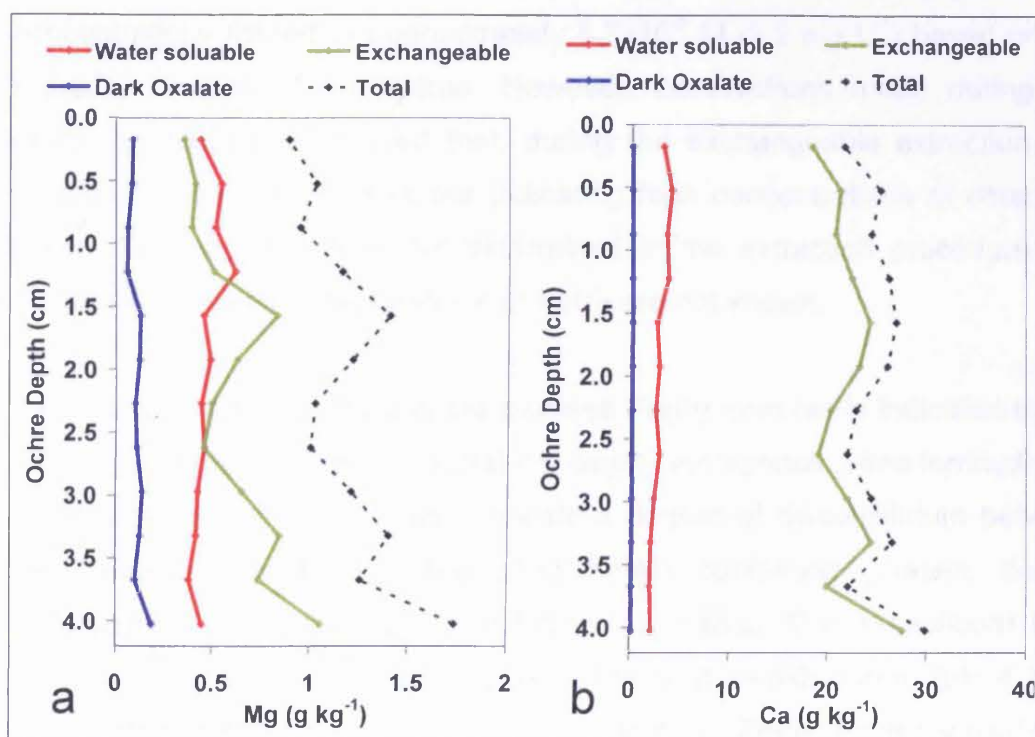 Water soluable Exchangeable
Dark Oxalate Total
0.0
0.5
1.0
1.5
2.0
2.5
3.0
3.5
4.0
Ochre Depth (cm)
0 0.5 1 1.5 2
Mg (g kg⁻¹)
a
Water soluable Exchangeable
Dark Oxalate Total
0.0
0.5
1.0
1.5
2.0
2.5
3.0
3.5
4.0
Ochre Depth (cm)
0 10 20 30 40
Ca (g kg⁻¹)
b